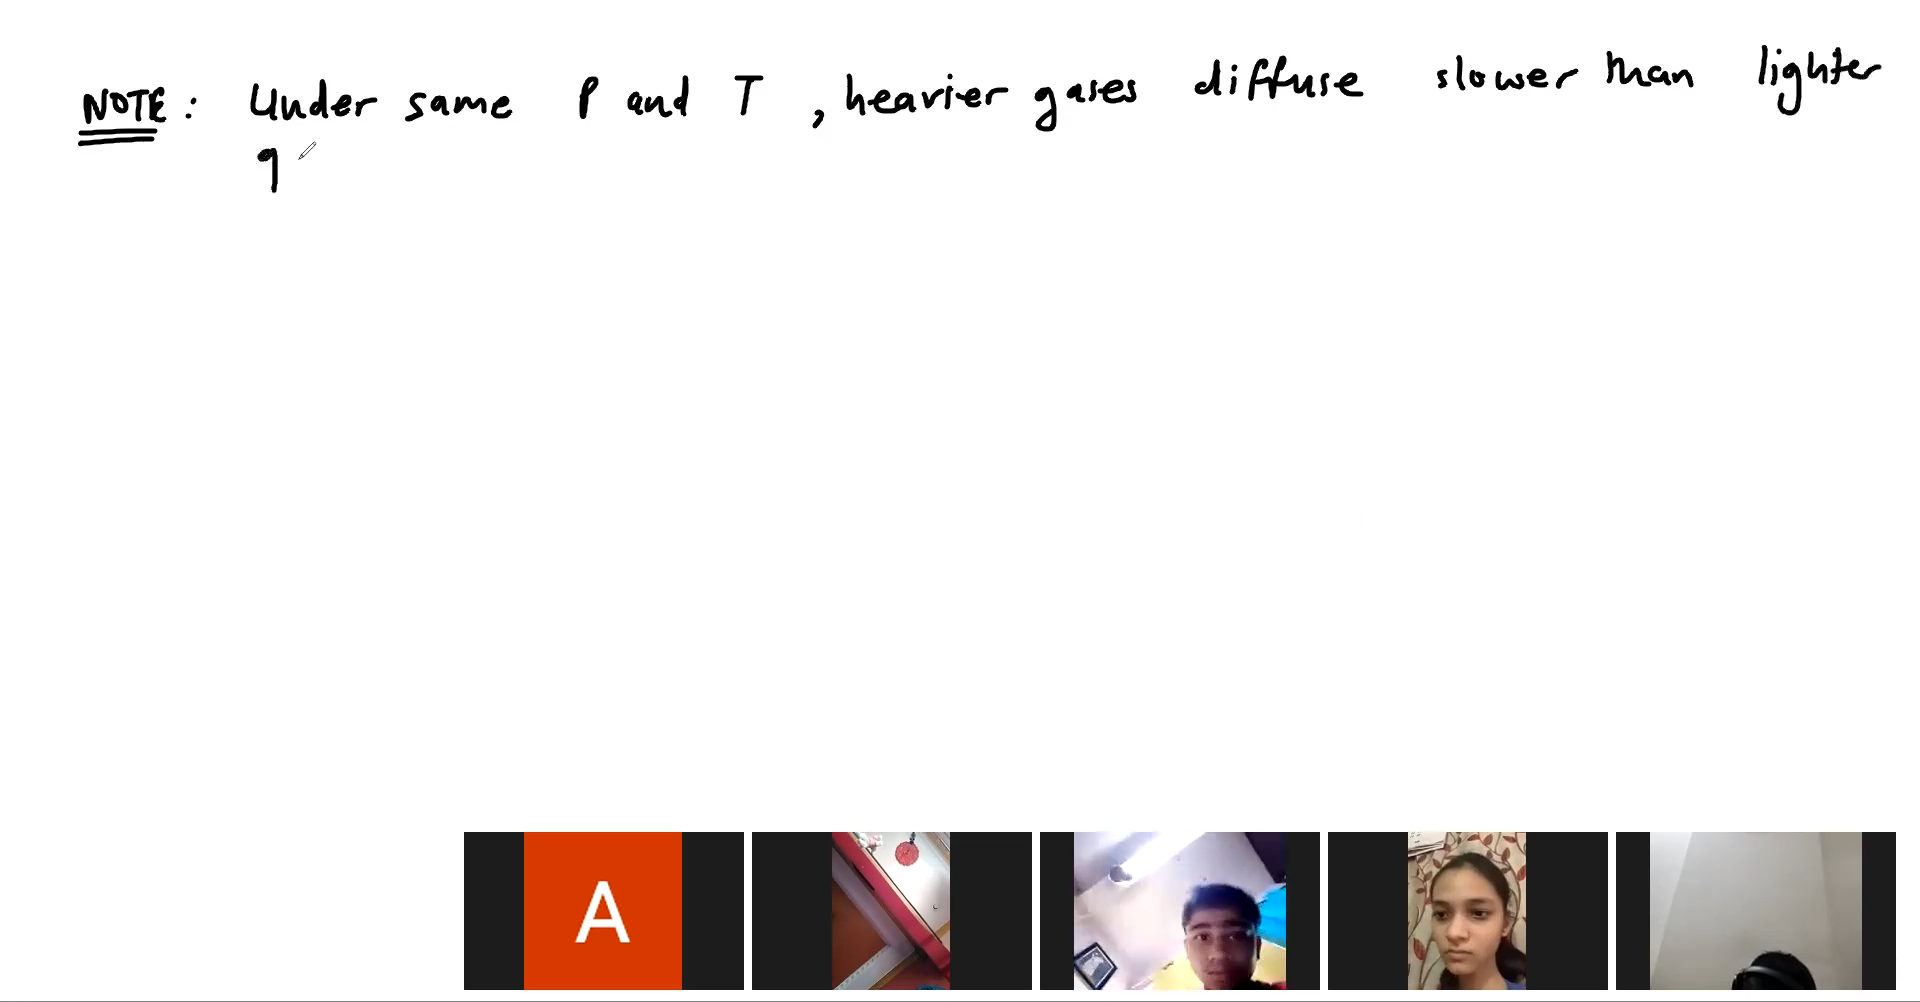 NOTE: Under same P and T, heavier gases diffuse slower than lighter
g
A